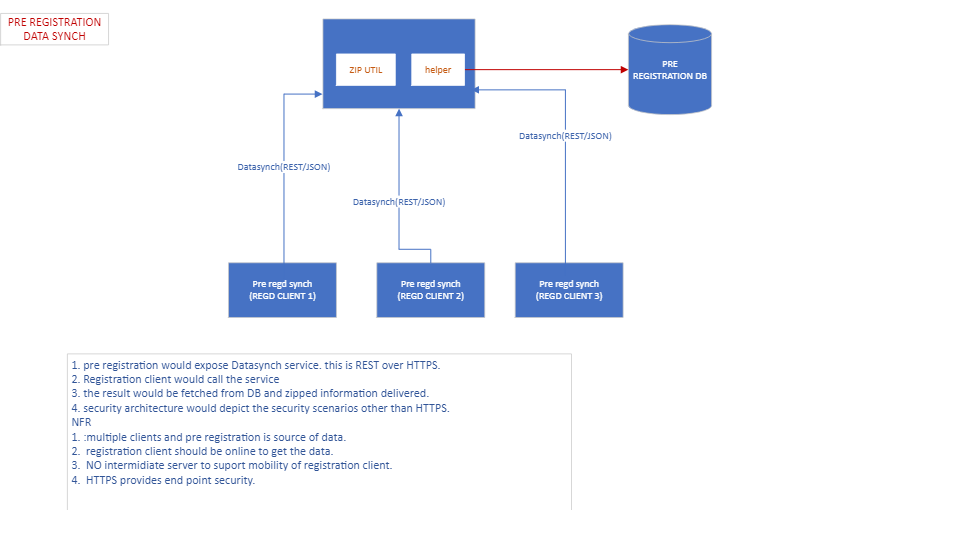 PRE REGISTRATION
DATA SYNCH
ZIP UTIL
helper
PRE
REGISTRATION DB
Datasynch(REST/JSON)
Datasynch(REST/JSON)
Datasynch(REST/JSON)
Pre regd synch
(REGD CLIENT 1)
Pre regd synch
(REGD CLIENT 2)
Pre regd synch
(REGD CLIENT 3)
1. pre registration would expose Datasynch service. this is REST over HTTPS.
2. Registration client would call the service
3. the result would be fetched from DB and zipped information delivered.
4. security architecture would depict the security scenarios other than HTTPS.
NFR
1. :multiple clients and pre registration is source of data.
2. registration client should be online to get the data.
3. NO intermidiate server to suport mobility of registration client.
4. HTTPS provides end point security.